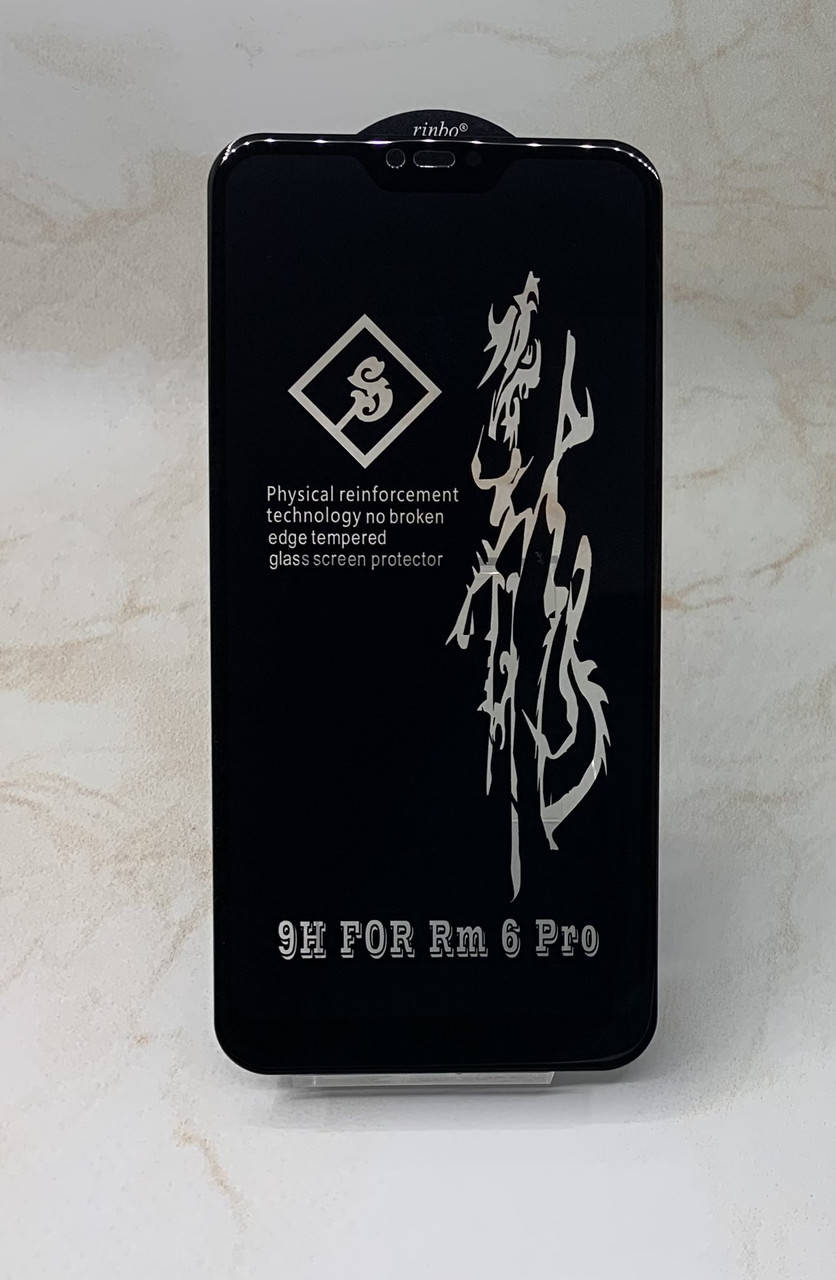 rinbo®
Physical reinforcement
technology no broken
edge tempered
glass screen protector
9H FOR Rm 6 Pro